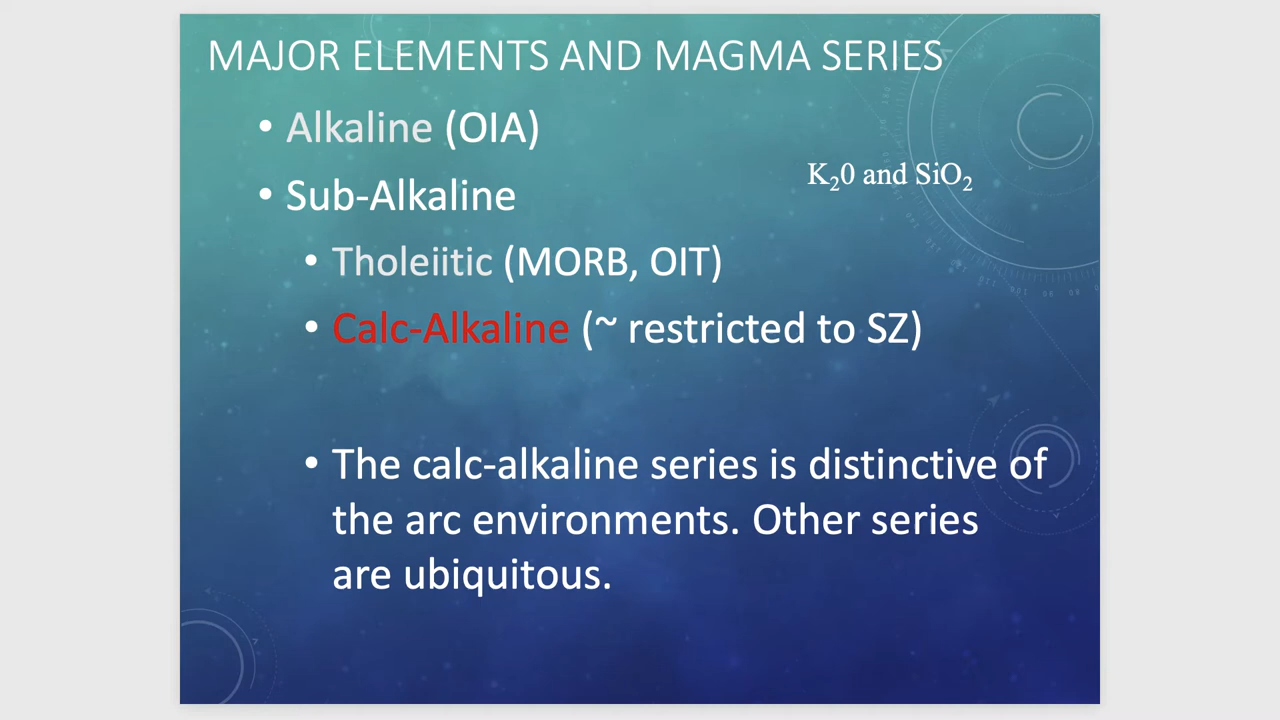 MAJOR ELEMENTS AND MAGMA SERIES
• Alkaline (OIA)
K₂0 and SiO₂
• Sub-Alkaline
• Tholeiitic (MORB, OIT)
• Calc-Alkaline (~ restricted to SZ)
• The calc-alkaline series is distinctive of
the arc environments. Other series
are ubiquitous.